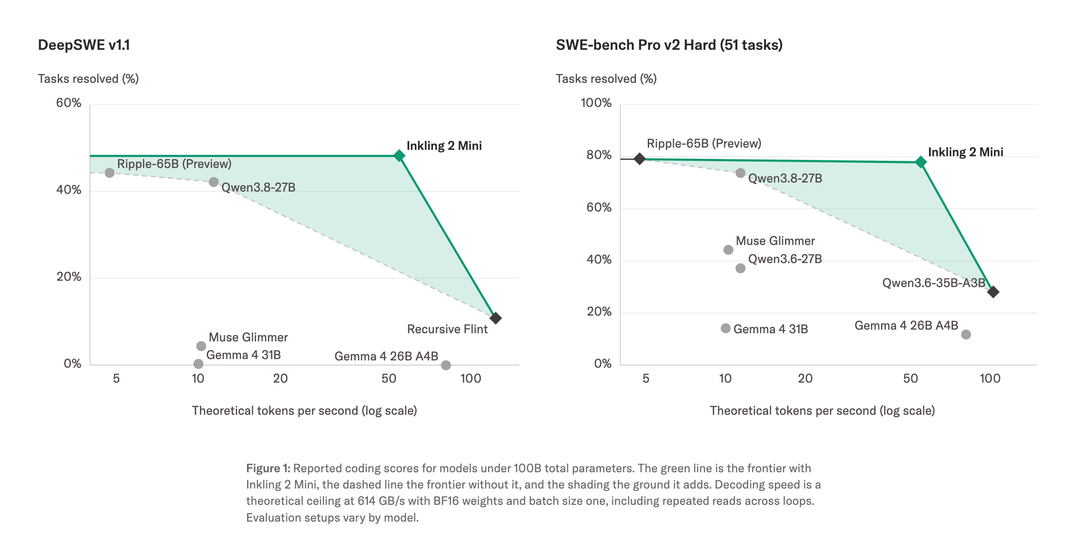 DeepSWE v1.1
Tasks resolved (%)
60%
40%
20%
0%
Ripple-65B (Preview)
Inkling 2 Mini
Qwen3.8-27B
Recursive Flint
Muse Glimmer
Gemma 4 31B
Gemma 4 26B A4B
5 10 20 50 100
Theoretical tokens per second (log scale)
SWE-bench Pro v2 Hard (51 tasks)
Tasks resolved (%)
100%
80%
60%
40%
20%
0%
Ripple-65B (Preview)
Inkling 2 Mini
Qwen3.8-27B
Muse Glimmer
Qwen3.6-27B
Qwen3.6-35B-A3B
Gemma 4 31B
Gemma 4 26B A4B
5 10 20 50 100
Theoretical tokens per second (log scale)
Figure 1: Reported coding scores for models under 100B total parameters. The green line is the frontier with
Inkling 2 Mini, the dashed line the frontier without it, and the shading the ground it adds. Decoding speed is a
theoretical ceiling at 614 GB/s with BF16 weights and batch size one, including repeated reads across loops.
Evaluation setups vary by model.